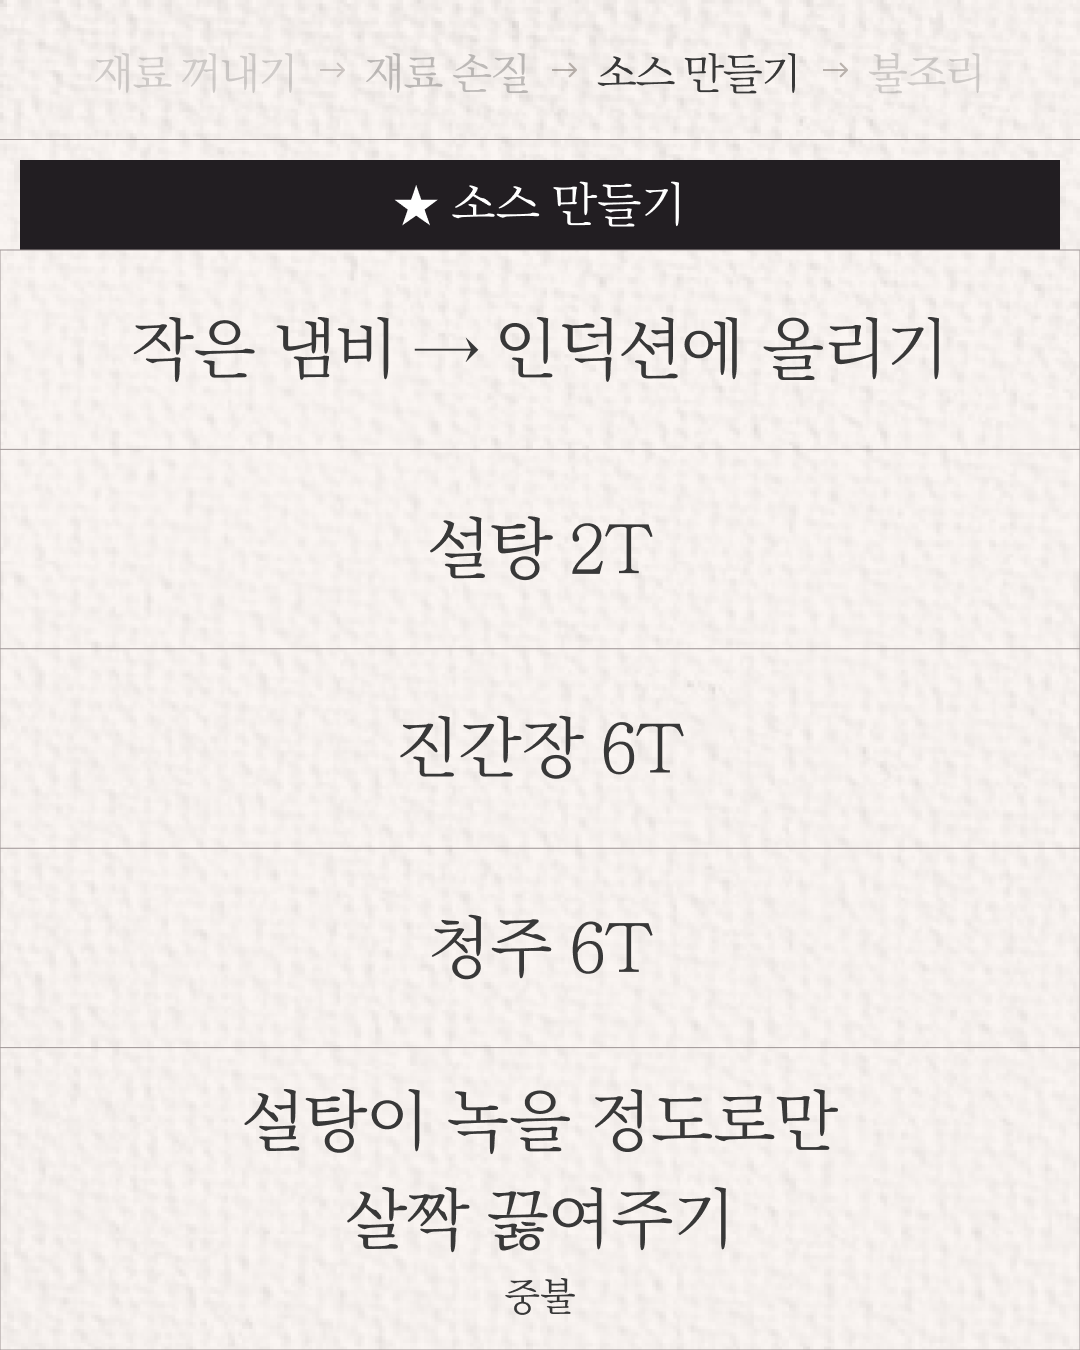 재료 꺼내기 → 재료 손질 → 소스 만들기 → 불조리
★ 소스 만들기
작은 냄비 → 인덕션에 올리기
설탕 2T
진간장 6T
청주 6T
설탕이 녹을 정도로만
살짝 끓여주기
중불